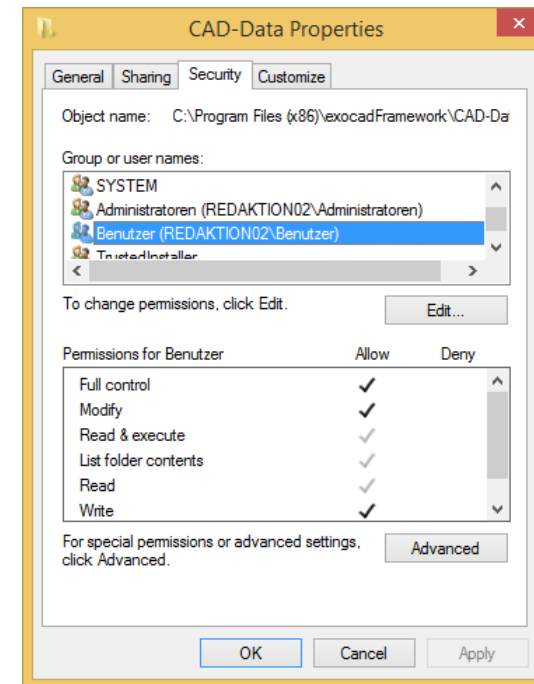 CAD-Data Properties
General Sharing Security Customize
Object name: C:\Program Files (x86)\exocadFramework\CAD-Da
Group or user names:
SYSTEM
Administratoren (REDAKTION02\Administratoren)
Benutzer (REDAKTION02\Benutzer)
TrustedInstaller
To change permissions, click Edit.
Edit...
Permissions for Benutzer Allow Deny
Full control
Modify
Read & execute
List folder contents
Read
Write
For special permissions or advanced settings,
click Advanced.
Advanced
OK Cancel Apply